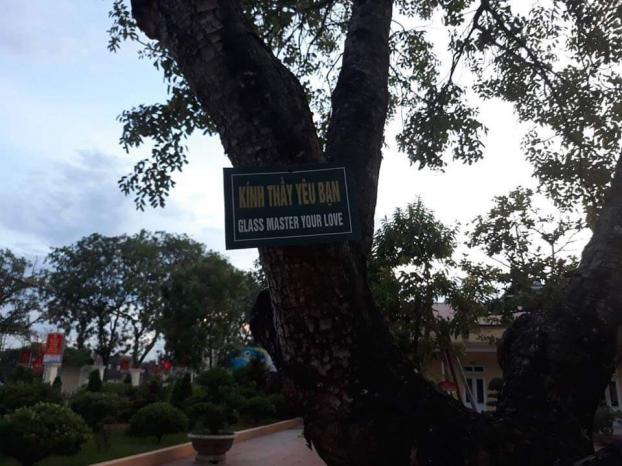 KÍNH THẦY YÊU BẠN
GLASS MASTER YOUR LOVE